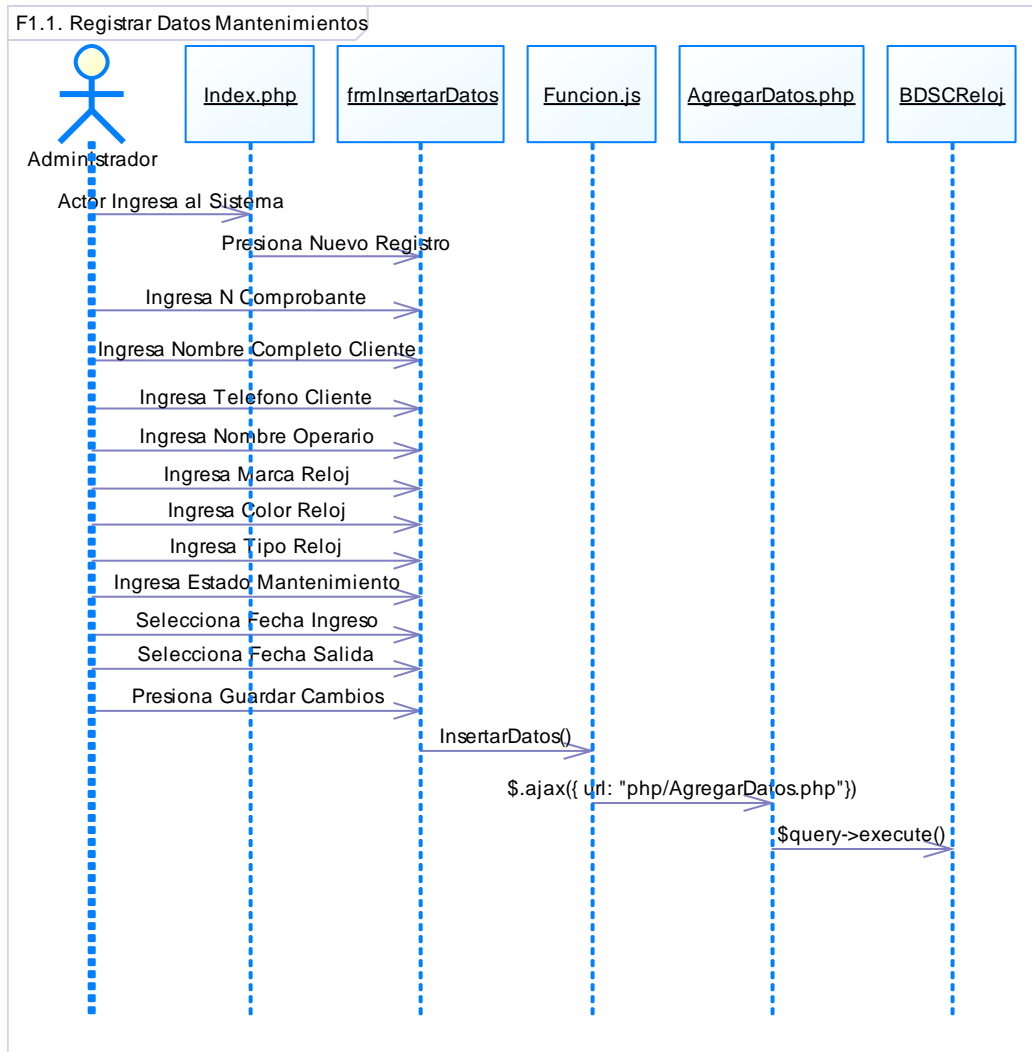 F1.1. Registrar Datos Mantenimientos
Index.php
frmInsertarDatos
Funcion.js
AgregarDatos.php
BDSCReloj
Administrador
Actor Ingresa al Sistema
Presiona Nuevo Registro
Ingresa N Comprobante
Ingresa Nombre Completo Cliente
Ingresa Telefono Cliente
Ingresa Nombre Operario
Ingresa Marca Reloj
Ingresa Color Reloj
Ingresa Tipo Reloj
Ingresa Estado Mantenimiento
Selecciona Fecha Ingreso
Selecciona Fecha Salida
Presiona Guardar Cambios
InsertarDatos()
$.ajax({ url: "php/AgregarDatos.php"})
$query->execute()